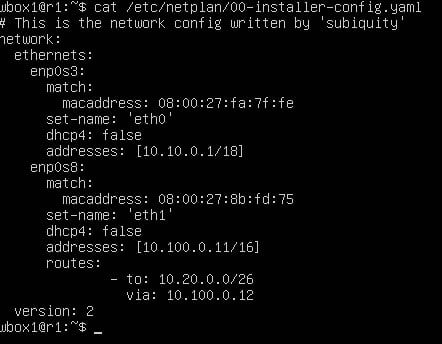 wbox1@r1:~$ cat /etc/netplan/00-installer-config.yaml
# This is the network config written by 'subiquity'
network:
  ethernets:
    enp0s3:
      match:
        macaddress: 08:00:27:fa:7f:fe
      set-name: 'eth0'
      dhcp4: false
      addresses: [10.10.0.1/18]
    enp0s8:
      match:
        macaddress: 08:00:27:8b:fd:75
      set-name: 'eth1'
      dhcp4: false
      addresses: [10.100.0.11/16]
      routes:
              - to: 10.20.0.0/26
                via: 10.100.0.12
  version: 2
wbox1@r1:~$ _